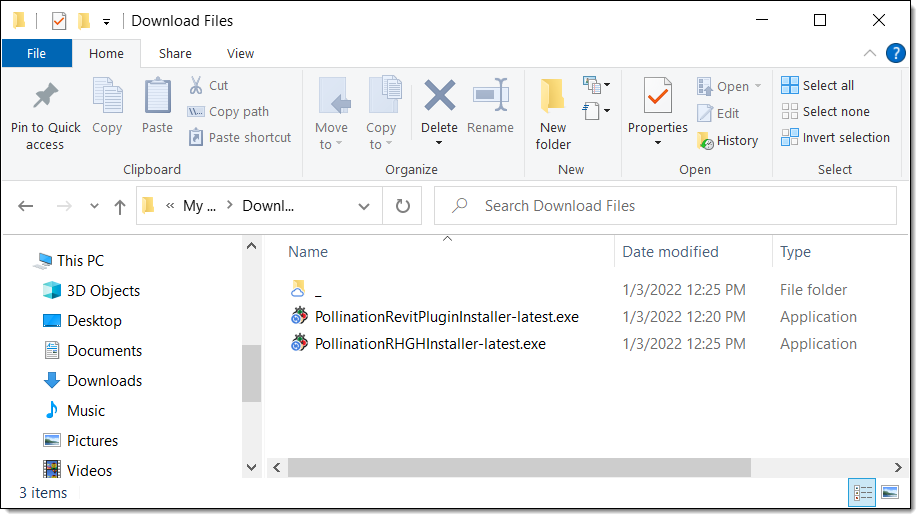 Download Files
File Home Share View
Pin to Quick access
Copy
Paste
Cut
Copy path
Paste shortcut
Clipboard
Move to
Copy to
Delete
Rename
Organize
New folder
New
Properties
Open
Edit
History
Open
Select all
Select none
Invert selection
Select
« My ... > Downl...
Search Download Files
Name Date modified Type
_ 1/3/2022 12:25 PM File folder
PollinationRevitPluginInstaller-latest.exe 1/3/2022 12:20 PM Application
PollinationRHGHInstaller-latest.exe 1/3/2022 12:25 PM Application
This PC
3D Objects
Desktop
Documents
Downloads
Music
Pictures
Videos
3 items